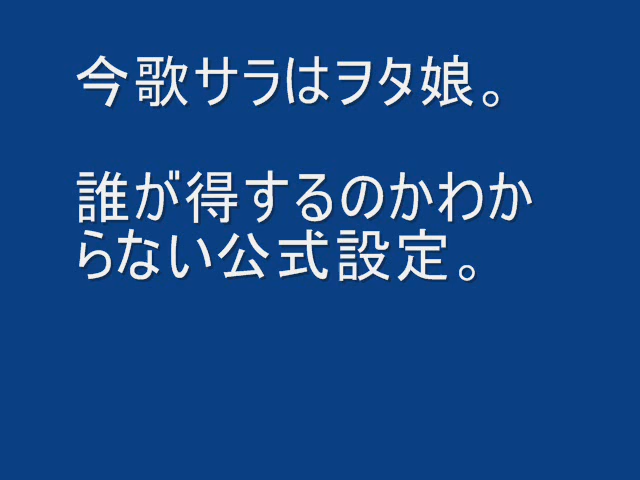 今歌サラはヲタ娘。
誰が得するのかわか
らない公式設定。